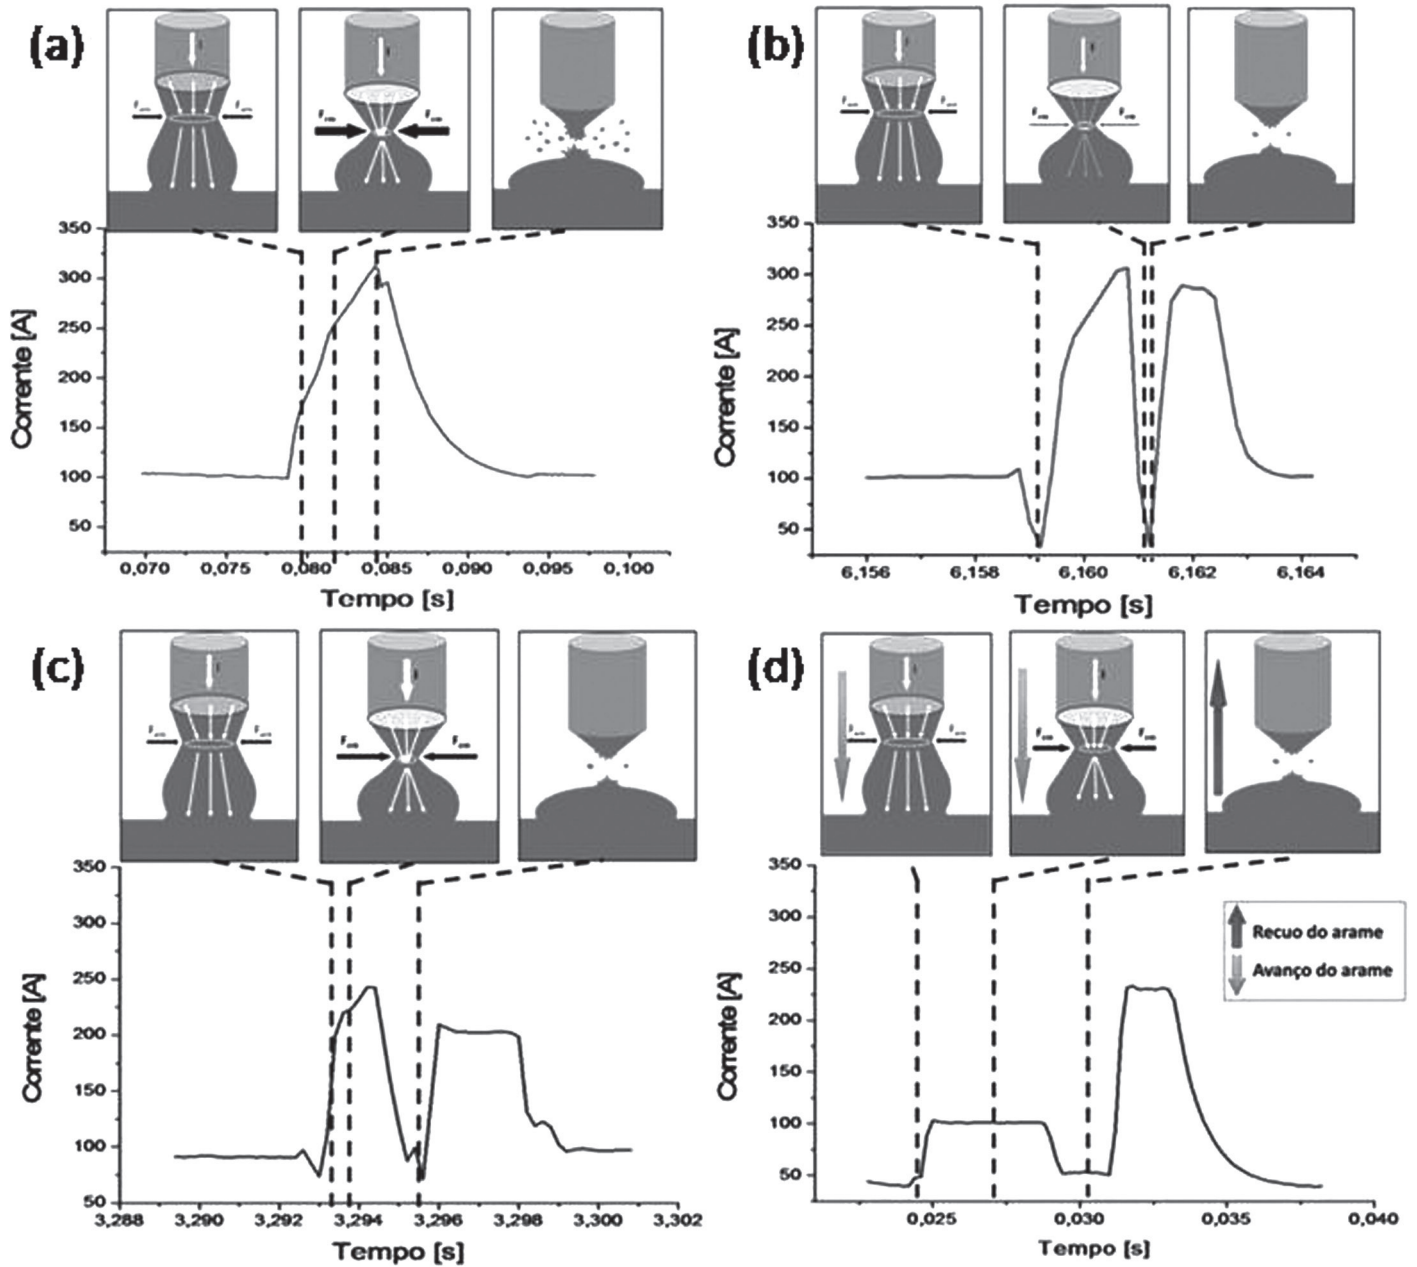 (a)
I
I
F
F
F
F
350
300
250
200
150
100
50
Corrente [A]
0,070
0,075
0,080
0,085
0,090
0,095
0,100
Tempo [s]
(b)
I
I
350
300
250
200
150
100
50
Corrente [A]
6,156
6,158
6,160
6,162
6,164
Tempo [s]
(c)
350
300
250
200
150
100
50
Corrente [A]
3,288
3,290
3,292
3,294
3,296
3,298
3,300
3,302
Tempo [s]
(d)
350
300
250
200
150
100
50
Corrente [A]
0,025
0,030
0,035
0,040
Tempo [s]
Recuo do arame
Avanço do arame